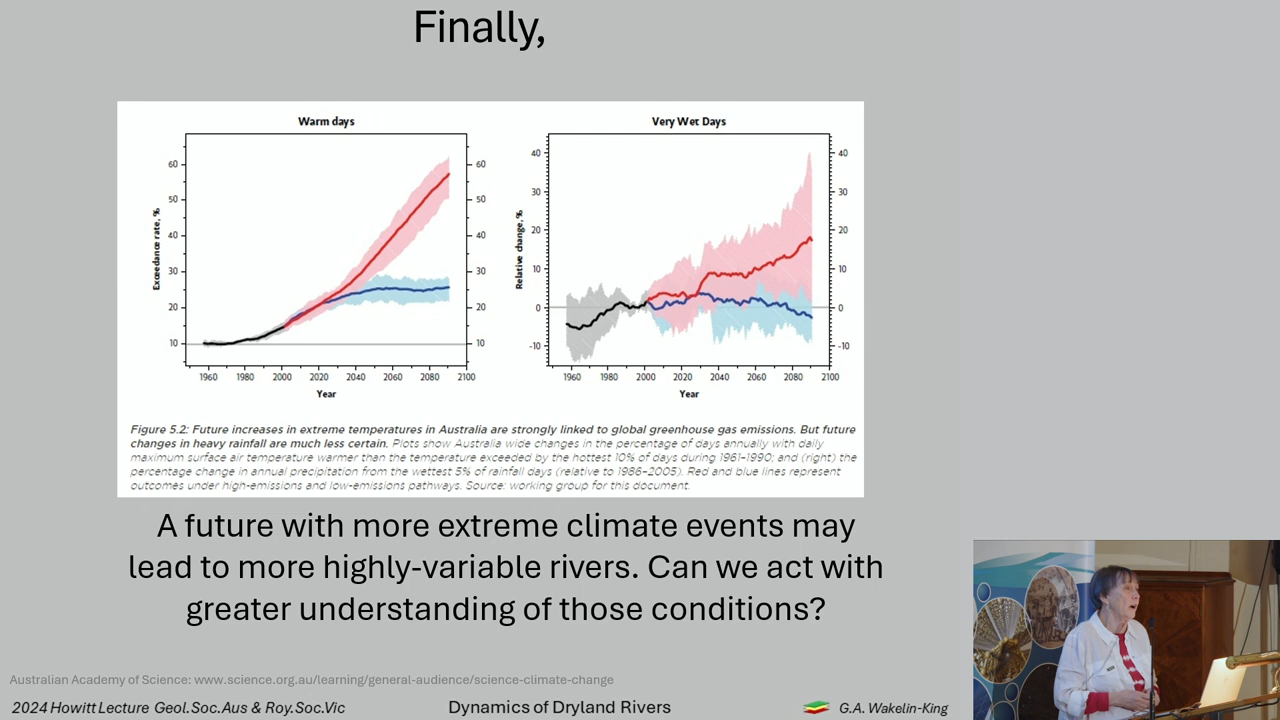 Finally,
Warm days
Exceedance rate, %
60
50
40
30
20
10
60
50
40
30
20
10
1960 1980 2000 2020 2040 2060 2080 2100
Year
Very Wet Days
Relative change,%
40
30
20
10
0
-10
40
30
20
10
0
-10
1960 1980 2000 2020 2040 2060 2080 2100
Year
Figure 5.2: Future increases in extreme temperatures in Australia are strongly linked to global greenhouse gas emissions. But future
changes in heavy rainfall are much less certain. Plots show Australia wide changes in the percentage of days annually with daily
maximum surface air temperature warmer than the temperature exceeded by the hottest 10% of days during 1961–1990; and (right) the
percentage change in annual precipitation from the wettest 5% of rainfall days (relative to 1986–2005). Red and blue lines represent
outcomes under high-emissions and low-emissions pathways. Source: working group for this document.
A future with more extreme climate events may
lead to more highly-variable rivers. Can we act with
greater understanding of those conditions?
Australian Academy of Science: www.science.org.au/learning/general-audience/science-climate-change
2024 Howitt Lecture Geol.Soc.Aus & Roy.Soc.Vic
Dynamics of Dryland Rivers
G.A. Wakelin-King